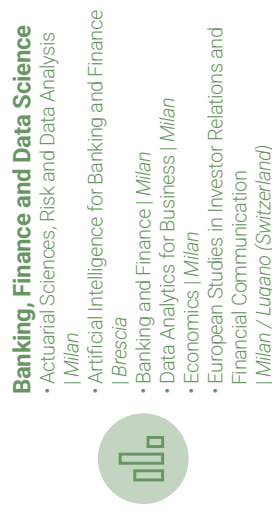 Banking, Finance and Data Science
• Actuarial Sciences, Risk and Data Analysis
| Milan
• Artificial Intelligence for Banking and Finance
| Brescia
• Banking and Finance | Milan
• Data Analytics for Business | Milan
• Economics | Milan
• European Studies in Investor Relations and
Financial Communication
| Milan / Lugano (Switzerland)